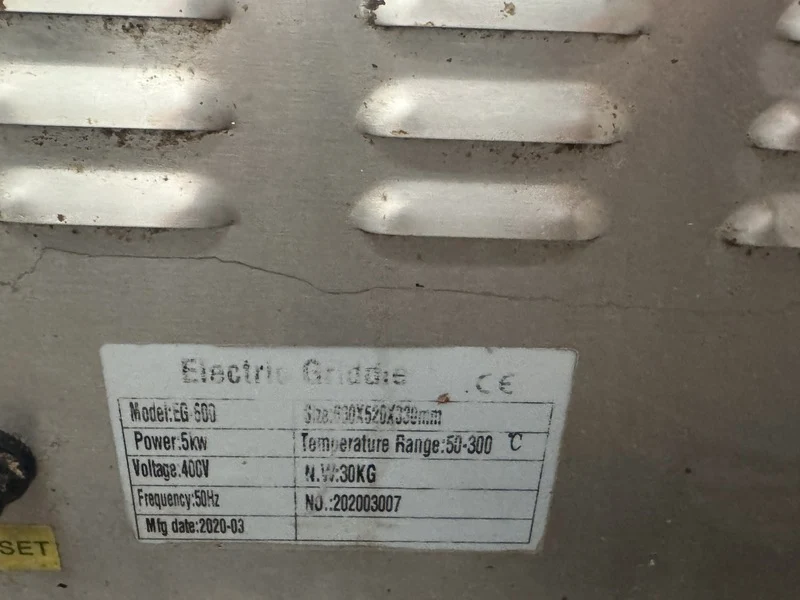 Electric Griddle CE
Model:EG-600
Power:5kw Temperature Range:50-300 ℃
Voltage:400V N.W:30KG
Frequency:50Hz NO.:202003007
Mfg date:2020-03
SET